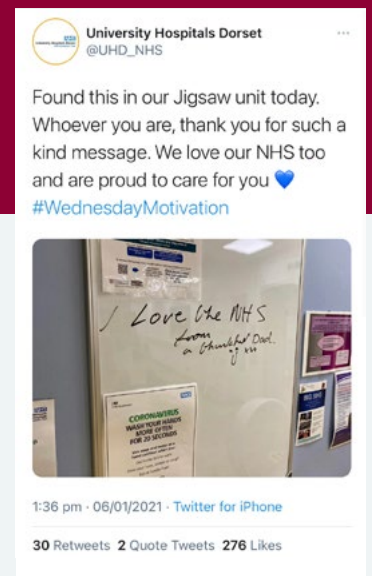 University Hospitals Dorset
@UHD_NHS
Found this in our Jigsaw unit today.
Whoever you are, thank you for such a
kind message. We love our NHS too
and are proud to care for you 💙
#WednesdayMotivation
I Love the NHS
from
a thankful Dad.
CORONAVIRUS
WASH YOUR HANDS
MORE OFTEN
FOR 20 SECONDS
1:36 pm · 06/01/2021 · Twitter for iPhone
30 Retweets 2 Quote Tweets 276 Likes